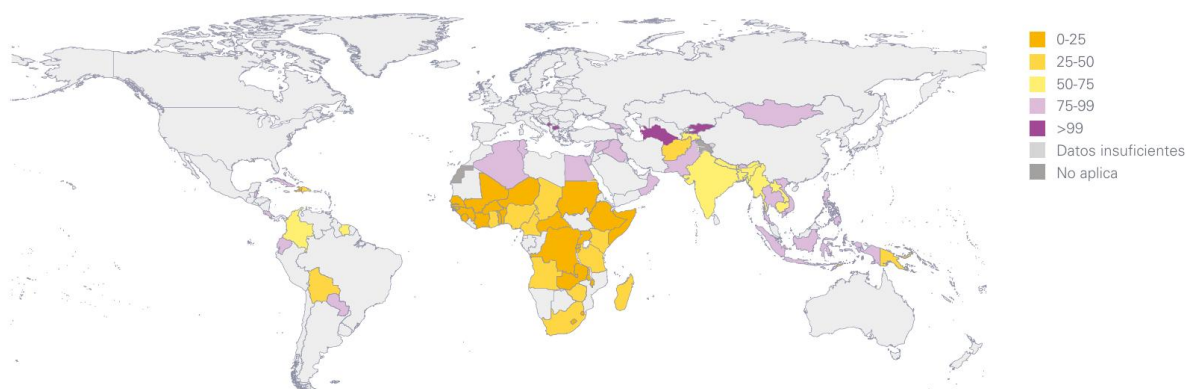 0-25
25-50
50-75
75-99
>99
Datos insuficientes
No aplica